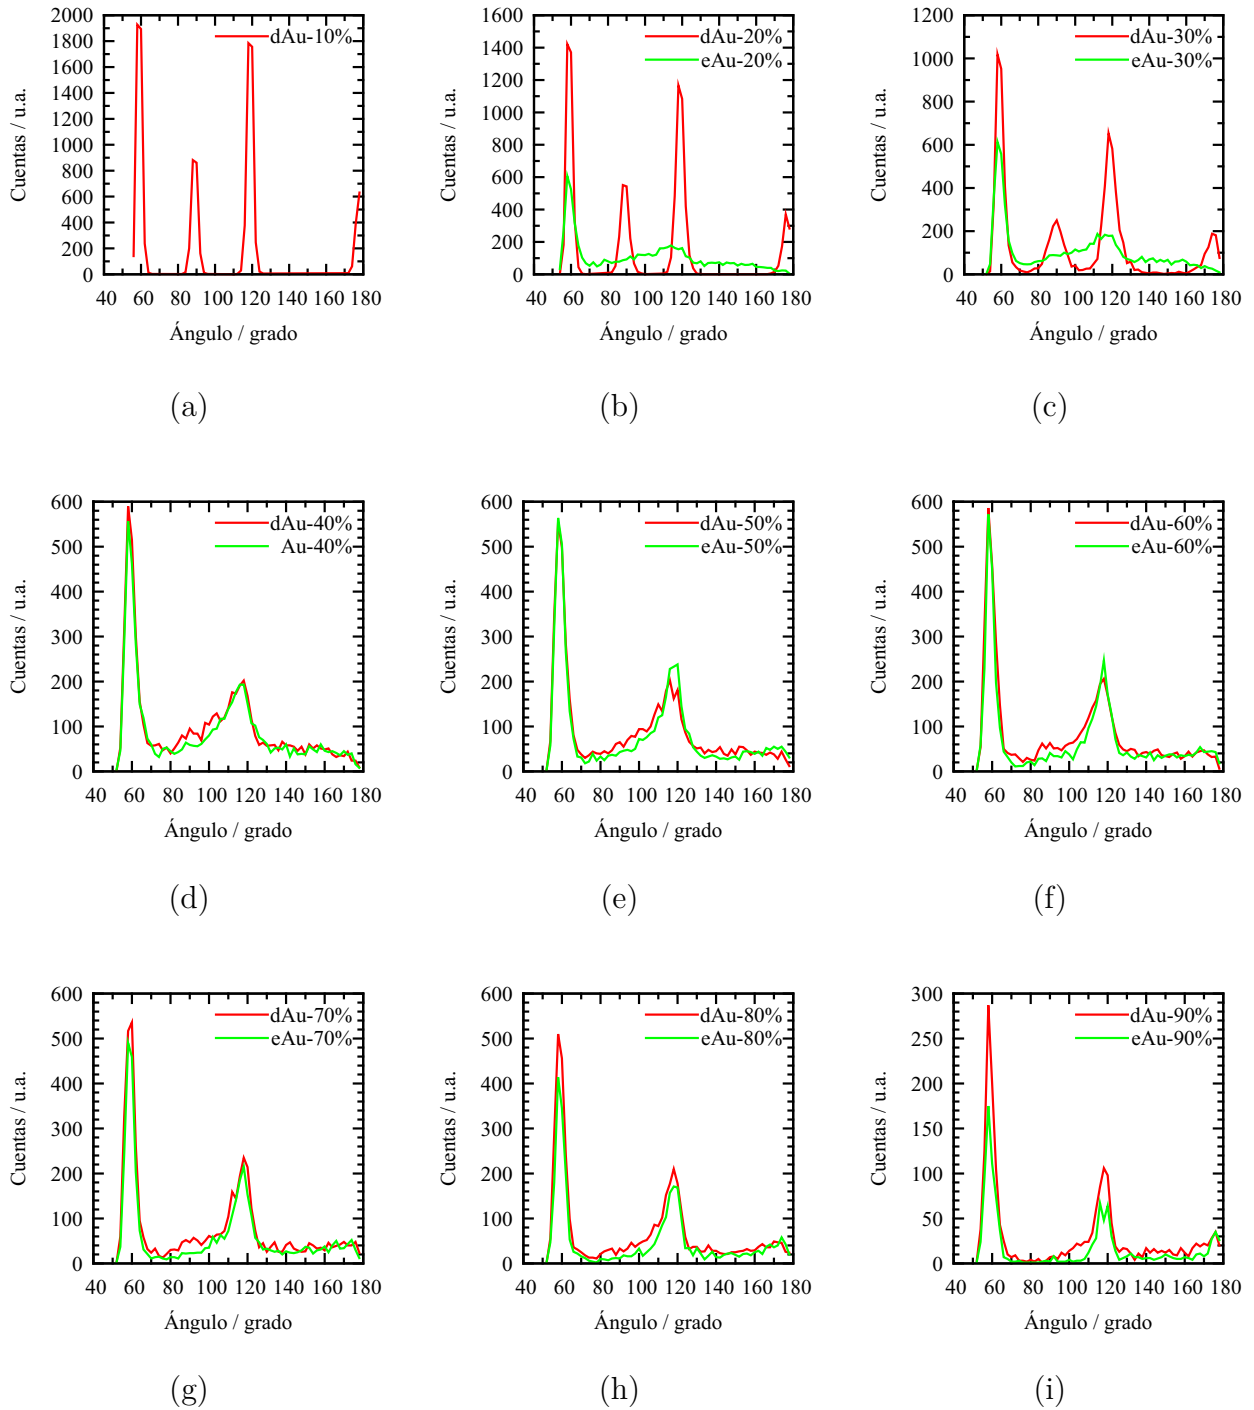 2000
1800
1600
1400
1200
1000
800
600
400
200
0
Cuentas / u.a.
dAu-10%
40 60 80 100 120 140 160 180
Ángulo / grado
(a)
1600
1400
1200
1000
800
600
400
200
0
Cuentas / u.a.
dAu-20%
eAu-20%
40 60 80 100 120 140 160 180
Ángulo / grado
(b)
1200
1000
800
600
400
200
0
Cuentas / u.a.
dAu-30%
eAu-30%
40 60 80 100 120 140 160 180
Ángulo / grado
(c)
600
500
400
300
200
100
0
Cuentas / u.a.
dAu-40%
Au-40%
40 60 80 100 120 140 160 180
Ángulo / grado
(d)
600
500
400
300
200
100
0
Cuentas / u.a.
dAu-50%
eAu-50%
40 60 80 100 120 140 160 180
Ángulo / grado
(e)
600
500
400
300
200
100
0
Cuentas / u.a.
dAu-60%
eAu-60%
40 60 80 100 120 140 160 180
Ángulo / grado
(f)
600
500
400
300
200
100
0
Cuentas / u.a.
dAu-70%
eAu-70%
40 60 80 100 120 140 160 180
Ángulo / grado
(g)
600
500
400
300
200
100
0
Cuentas / u.a.
dAu-80%
eAu-80%
40 60 80 100 120 140 160 180
Ángulo / grado
(h)
300
250
200
150
100
50
0
Cuentas / u.a.
dAu-90%
eAu-90%
40 60 80 100 120 140 160 180
Ángulo / grado
(i)